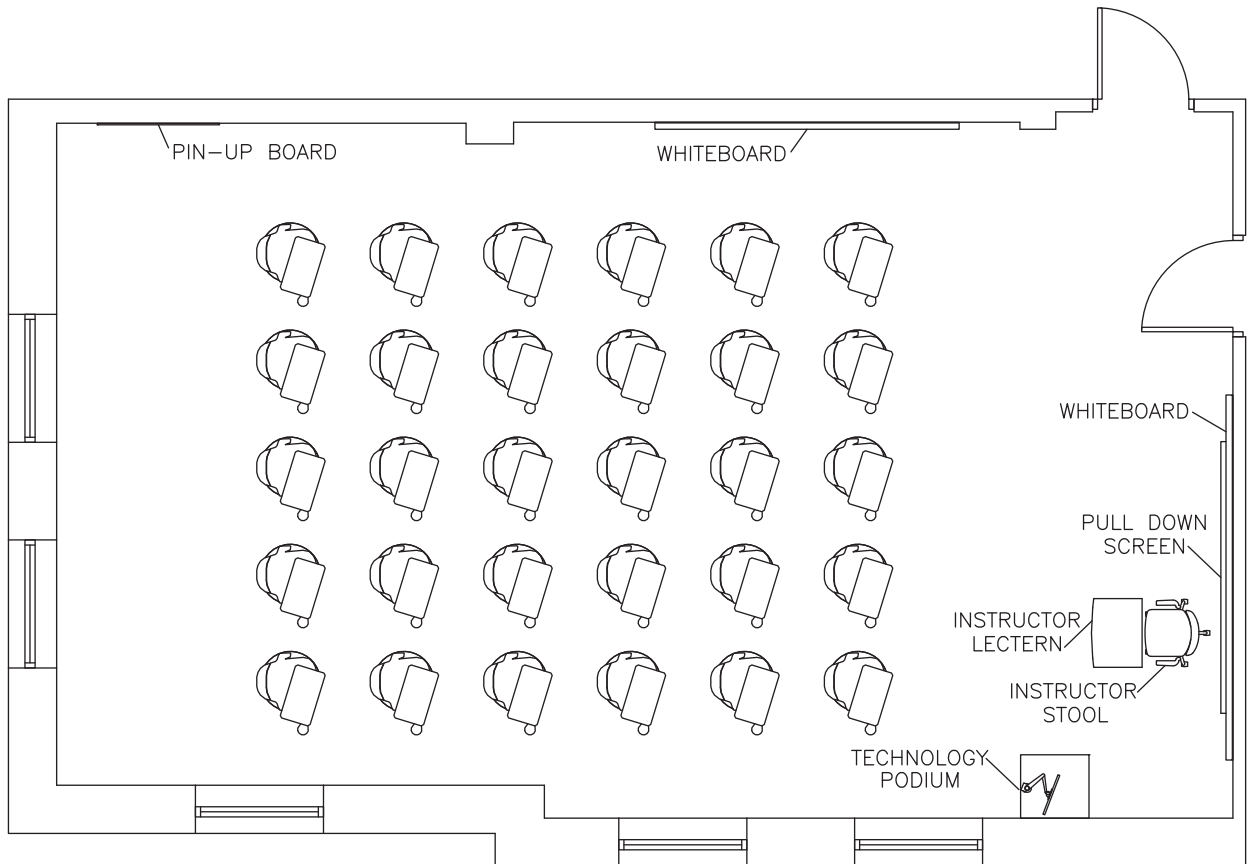 PIN-UP BOARD
WHITEBOARD
WHITEBOARD
PULL DOWN
SCREEN
INSTRUCTOR
LECTERN
INSTRUCTOR
STOOL
TECHNOLOGY
PODIUM